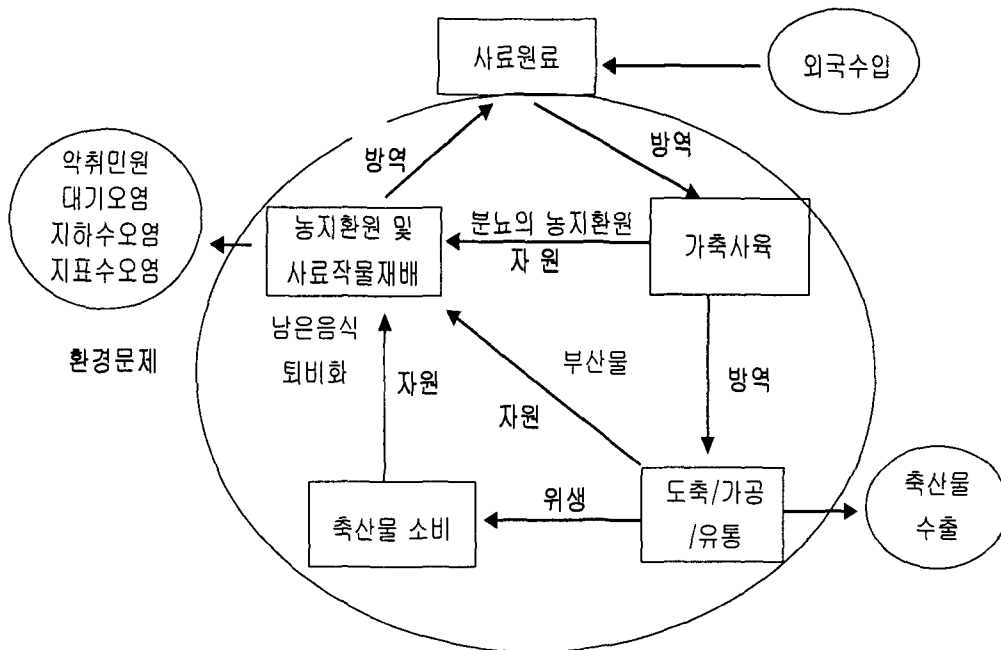 사료원료
외국수입
방역
방역
악취민원
대기오염
지하수오염
지표수오염
환경문제
농지환원 및
사료작물재배
분뇨의 농지환원
자 원
가축사육
남은음식
퇴비화
자원
부산물
자원
방역
축산물 소비
위생
도축/가공
/유통
축산물
수출